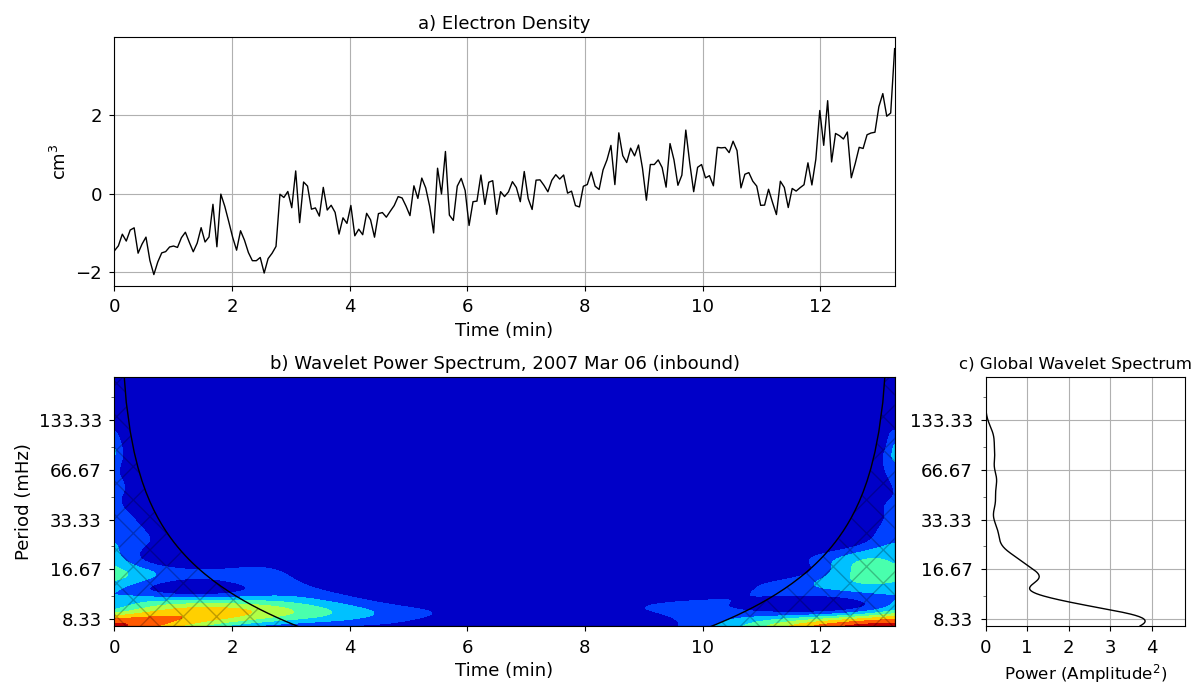 a) Electron Density
2
0
−2
cm³
0 2 4 6 8 10 12
Time (min)
b) Wavelet Power Spectrum, 2007 Mar 06 (inbound)
133.33
66.67
33.33
16.67
8.33
Period (mHz)
0 2 4 6 8 10 12
Time (min)
c) Global Wavelet Spectrum
133.33
66.67
33.33
16.67
8.33
0 1 2 3 4
Power (Amplitude²)